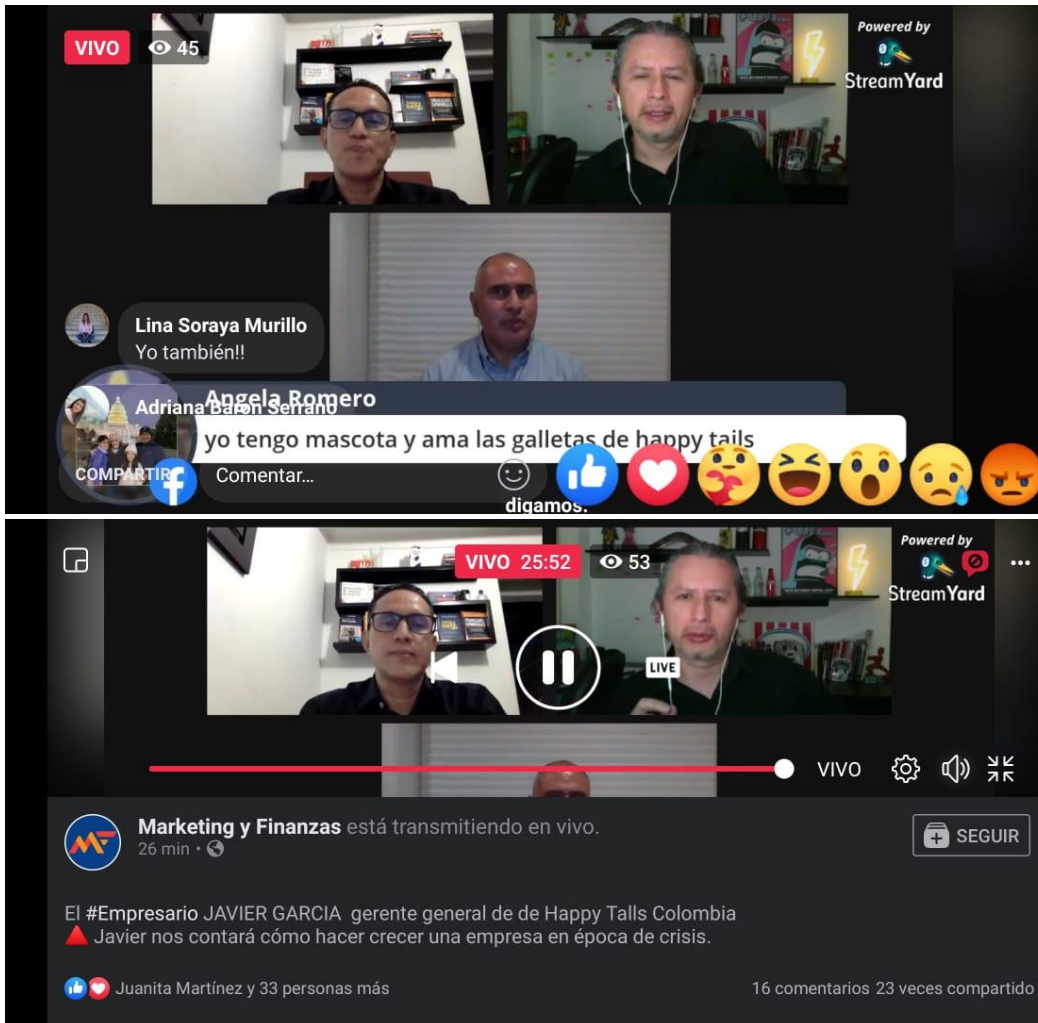 VIVO 45
Powered by
StreamYard
Lina Soraya Murillo
Yo también!!
Angela Romero
Adriana Baron Serrano
yo tengo mascota y ama las galletas de happy tails
COMPARTIR
Comentar...
digamos:
VIVO 25:52 53
Powered by
StreamYard
LIVE
VIVO
Marketing y Finanzas está transmitiendo en vivo.
26 min ·
SEGUIR
El #Empresario JAVIER GARCIA gerente general de de Happy Talls Colombia
Javier nos contará cómo hacer crecer una empresa en época de crisis.
Juanita Martínez y 33 personas más
16 comentarios 23 veces compartido